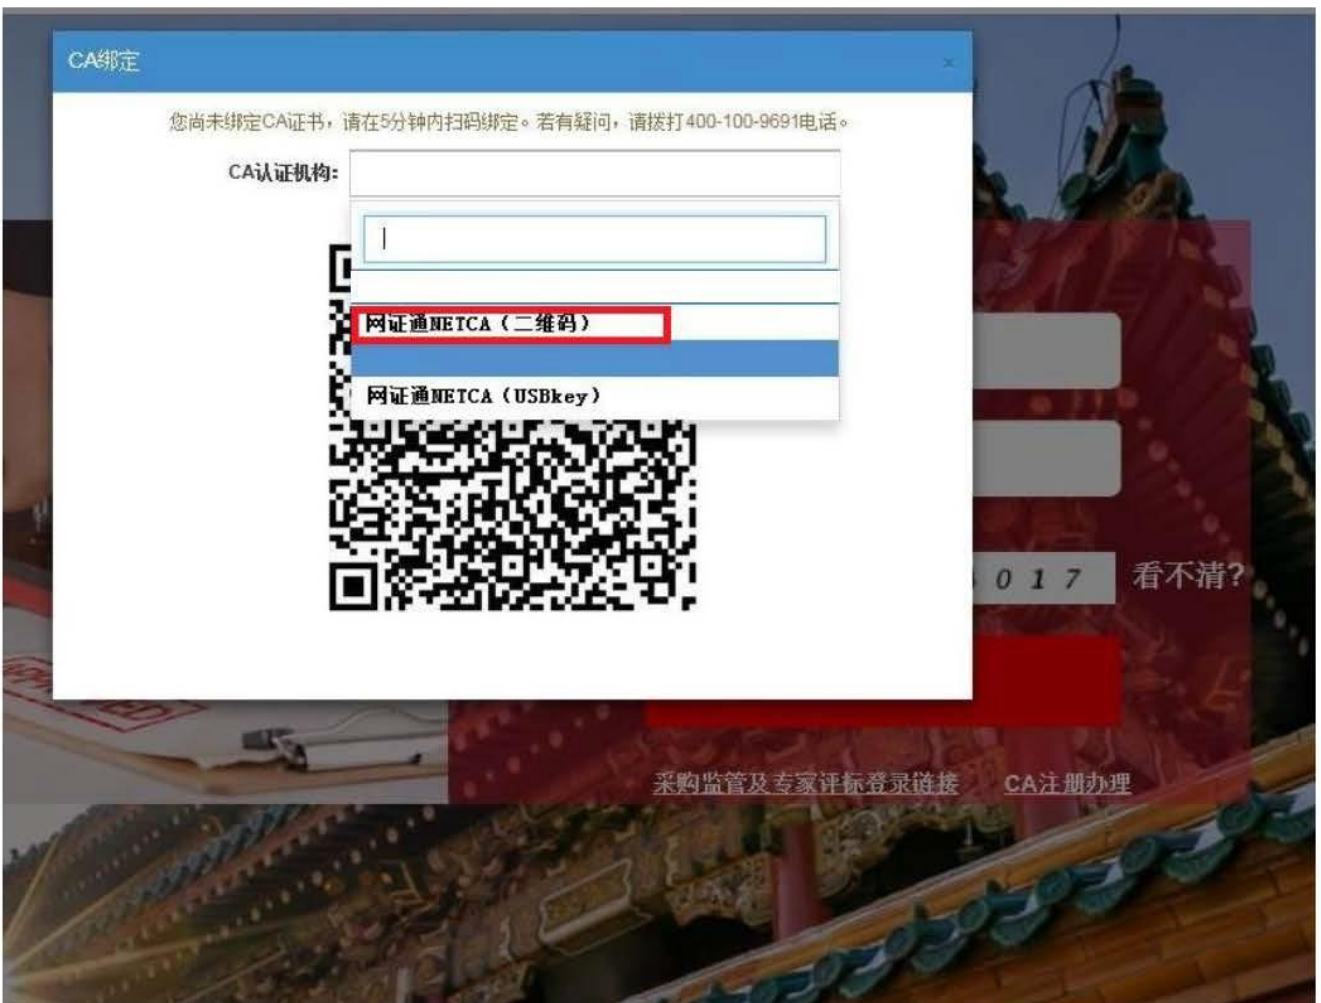 CA绑定
×
您尚未绑定CA证书，请在5分钟内扫码绑定。若有疑问，请拨打400-100-9691电话。
CA认证机构:
网证通NETCA（二维码）
网证通NETCA（USBkey）
017 看不清?
采购监管及专家评标登录链接 CA注册办理